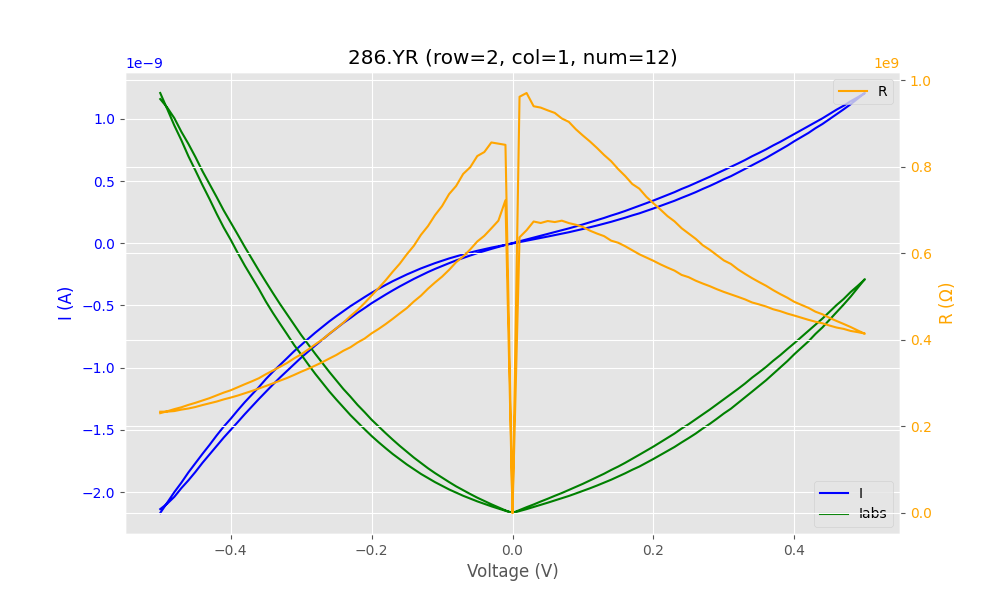 286.YR (row=2, col=1, num=12)
1e−9
1e9
R
1.0
0.5
0.0
−0.5
−1.0
−1.5
−2.0
I (A)
1.0
0.8
0.6
0.4
0.2
0.0
R (Ω)
I
Iabs
−0.4
−0.2
0.0
0.2
0.4
Voltage (V)